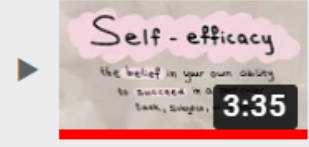 Self-efficacy
the belief in your own ability
to succeed in a
task,
3:35